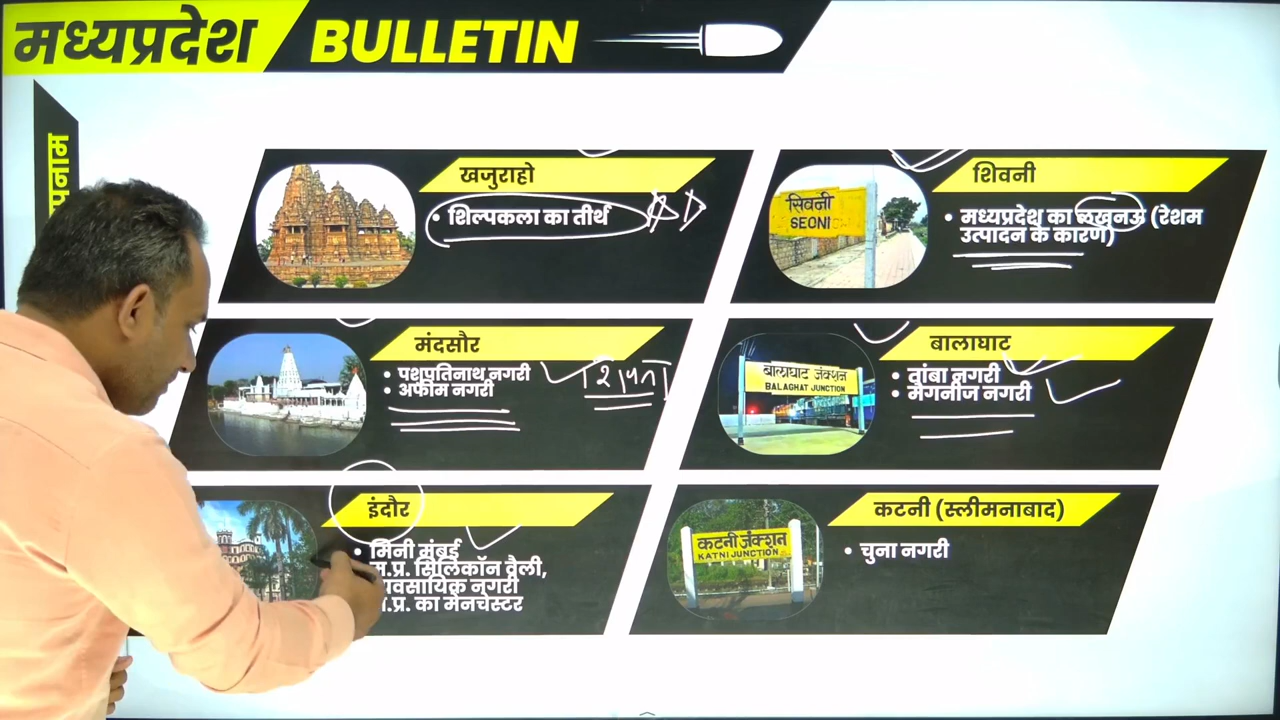 मध्यप्रदेश BULLETIN
खजुराहो
• शिल्पकला का तीर्थ
शिवनी
सिवनी
SEONI
• मध्यप्रदेश का लखनऊ (रेशम
उत्पादन के कारण)
मंदसौर
• पशुपतिनाथ नगरी
• अफीम नगरी
बालाघाट
बालाघाट जंक्शन
BALAGHAT JUNCTION
• तांबा नगरी
• मैगनीज नगरी
इंदौर
• मिनी मुंबई
म.प्र. सिलिकॉन वैली,
व्यवसायिक नगरी
म.प्र. का मैनचेस्टर
कटनी (स्लीमनाबाद)
कटनी जंक्शन
KATNI JUNCTION
• चुना नगरी